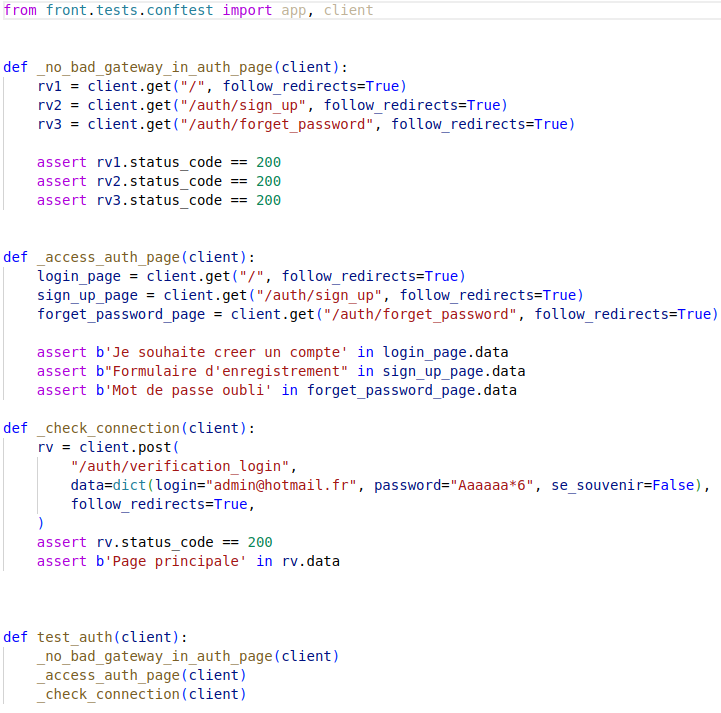 from front.tests.conftest import app, client
def _no_bad_gateway_in_auth_page(client):
    rv1 = client.get("/", follow_redirects=True)
    rv2 = client.get("/auth/sign_up", follow_redirects=True)
    rv3 = client.get("/auth/forget_password", follow_redirects=True)
    assert rv1.status_code == 200
    assert rv2.status_code == 200
    assert rv3.status_code == 200
def _access_auth_page(client):
    login_page = client.get("/", follow_redirects=True)
    sign_up_page = client.get("/auth/sign_up", follow_redirects=True)
    forget_password_page = client.get("/auth/forget_password", follow_redirects=True)
    assert b'Je souhaite creer un compte' in login_page.data
    assert b"Formulaire d'enregistrement" in sign_up_page.data
    assert b'Mot de passe oubli' in forget_password_page.data
def _check_connection(client):
    rv = client.post(
        "/auth/verification_login",
        data=dict(login="admin@hotmail.fr", password="Aaaaaa*6", se_souvenir=False),
        follow_redirects=True,
    )
    assert rv.status_code == 200
    assert b'Page principale' in rv.data
def test_auth(client):
    _no_bad_gateway_in_auth_page(client)
    _access_auth_page(client)
    _check_connection(client)